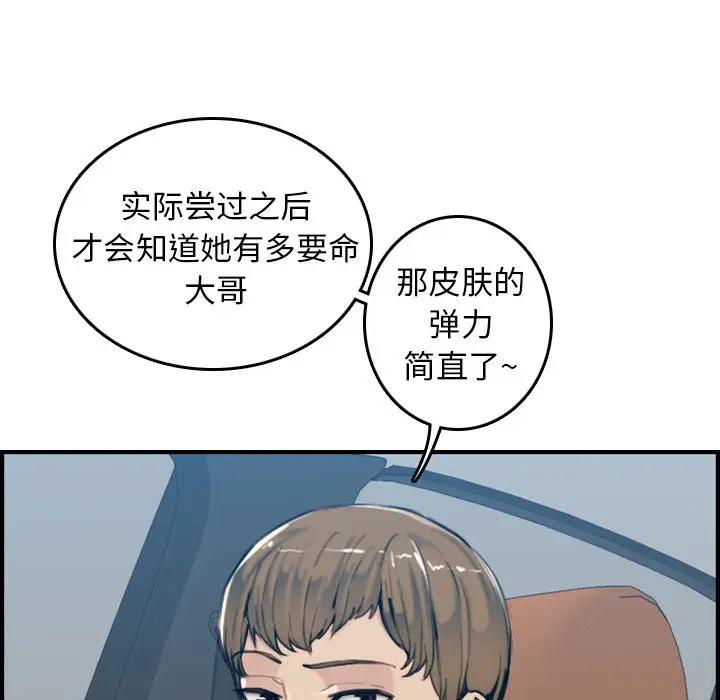 实际尝过之后
才会知道她有多要命
大哥
那皮肤的
弹力
简直了~